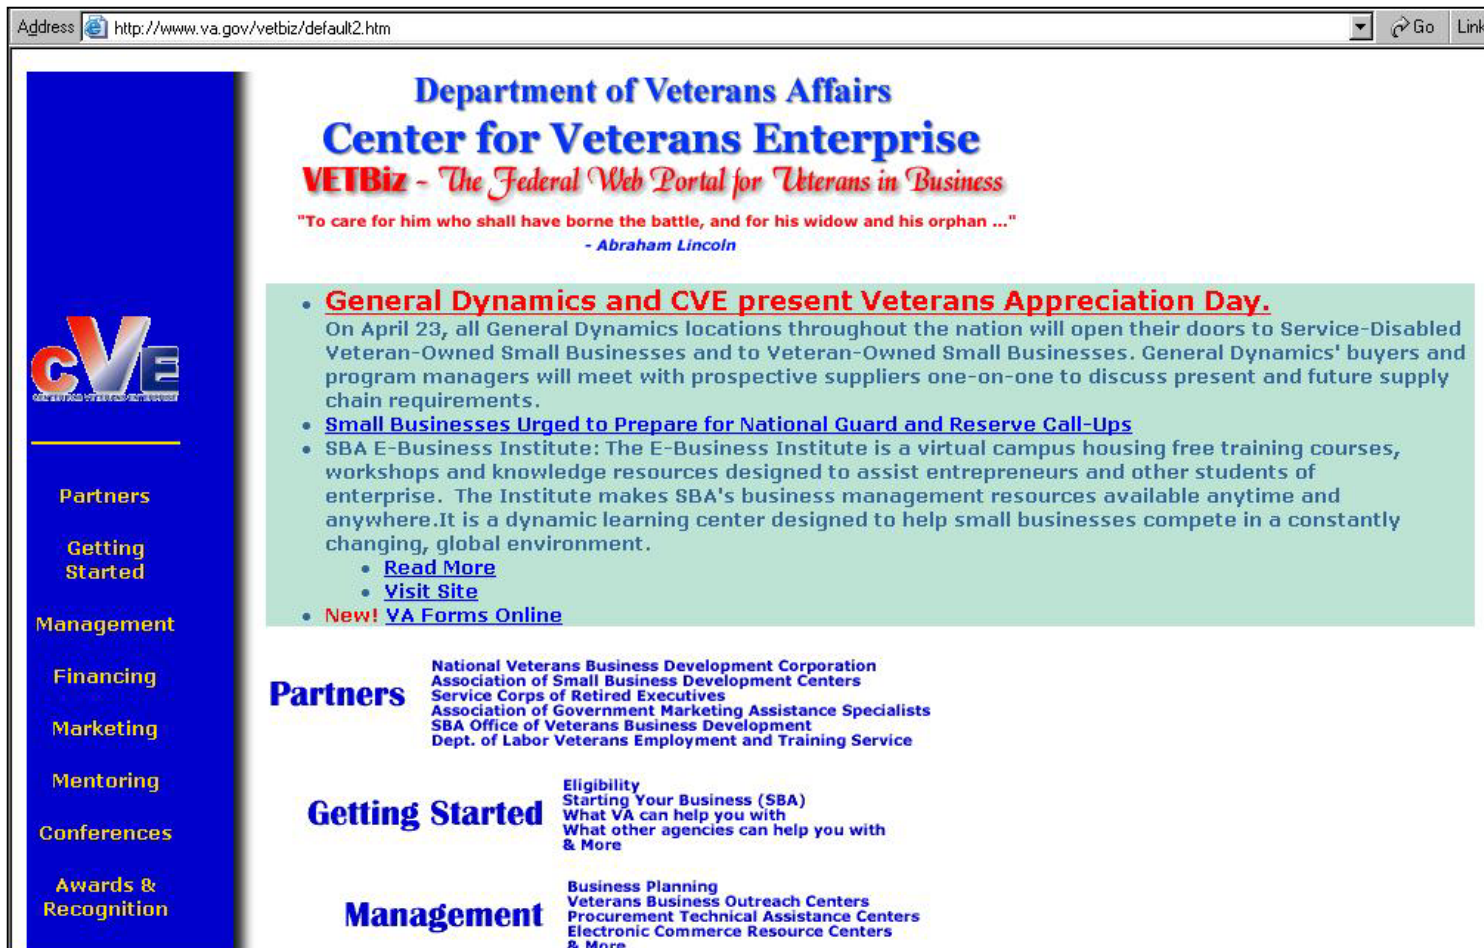 Address http://www.va.gov/vetbiz/default2.htm Go Link
Department of Veterans Affairs
Center for Veterans Enterprise
VETBiz - The Federal Web Portal for Veterans in Business
"To care for him who shall have borne the battle, and for his widow and his orphan ..."
- Abraham Lincoln
General Dynamics and CVE present Veterans Appreciation Day.
On April 23, all General Dynamics locations throughout the nation will open their doors to Service-Disabled
Veteran-Owned Small Businesses and to Veteran-Owned Small Businesses. General Dynamics' buyers and
program managers will meet with prospective suppliers one-on-one to discuss present and future supply
chain requirements.
Small Businesses Urged to Prepare for National Guard and Reserve Call-Ups
SBA E-Business Institute: The E-Business Institute is a virtual campus housing free training courses,
workshops and knowledge resources designed to assist entrepreneurs and other students of
enterprise. The Institute makes SBA's business management resources available anytime and
anywhere.It is a dynamic learning center designed to help small businesses compete in a constantly
changing, global environment.
Read More
Visit Site
New! VA Forms Online
CVE
CENTER FOR VETERANS ENTERPRISE
Partners
Getting
Started
Management
Financing
Marketing
Mentoring
Conferences
Awards &
Recognition
Partners
National Veterans Business Development Corporation
Association of Small Business Development Centers
Service Corps of Retired Executives
Association of Government Marketing Assistance Specialists
SBA Office of Veterans Business Development
Dept. of Labor Veterans Employment and Training Service
Getting Started
Eligibility
Starting Your Business (SBA)
What VA can help you with
What other agencies can help you with
& More
Management
Business Planning
Veterans Business Outreach Centers
Procurement Technical Assistance Centers
Electronic Commerce Resource Centers
& More